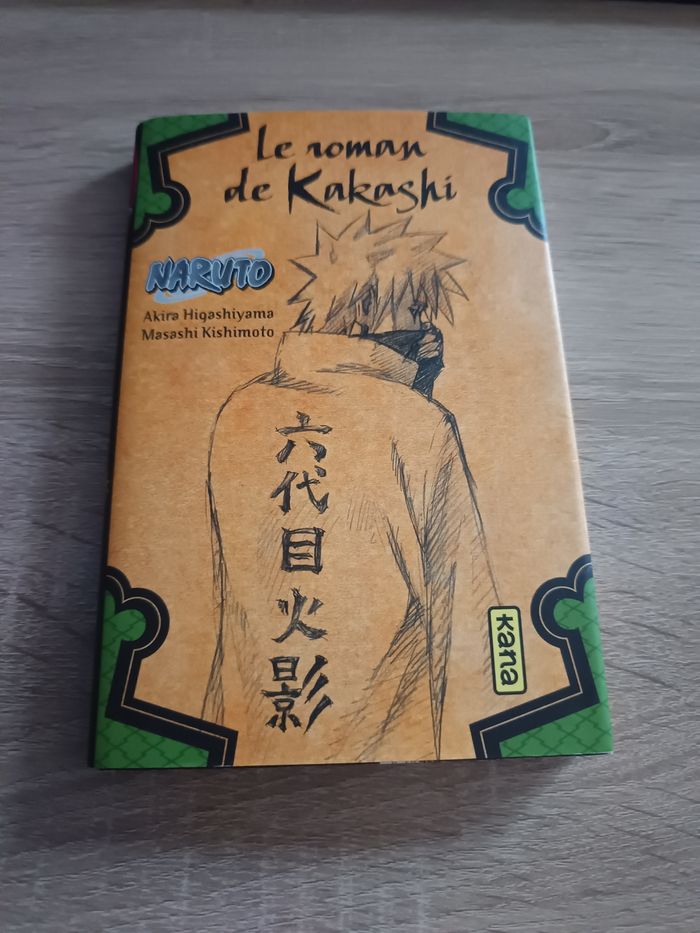 Le roman
de Kakashi
NARUTO
Akira Higashiyama
Masashi Kishimoto
六代目火影
kana